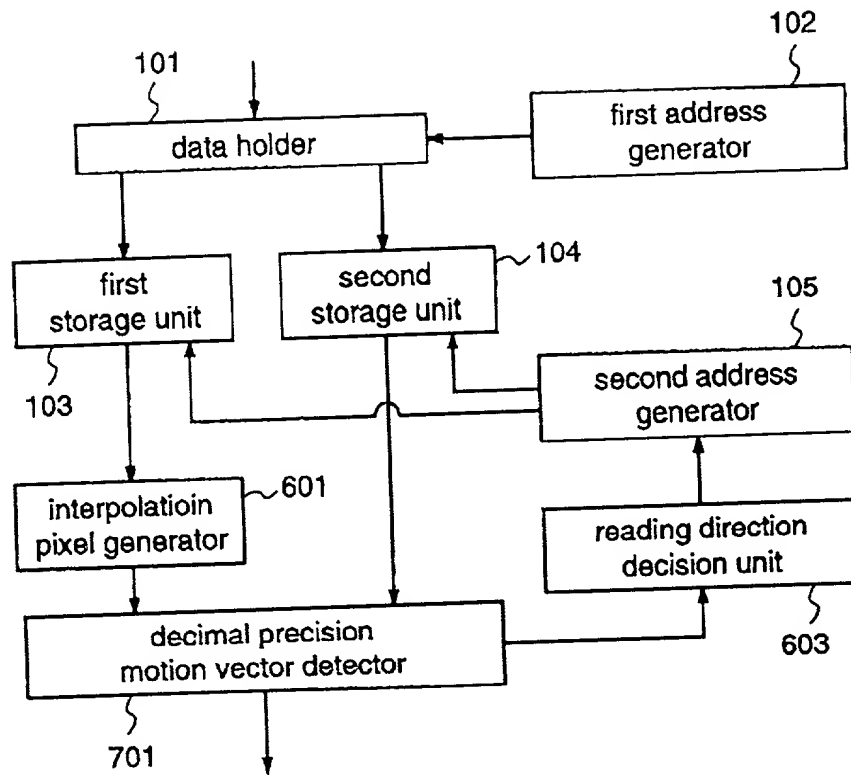 102
101
first address
generator
data holder
104
first
storage unit
second
storage unit
105
103
second address
generator
601
interpolatioin
pixel generator
reading direction
decision unit
decimal precision
motion vector detector
603
701